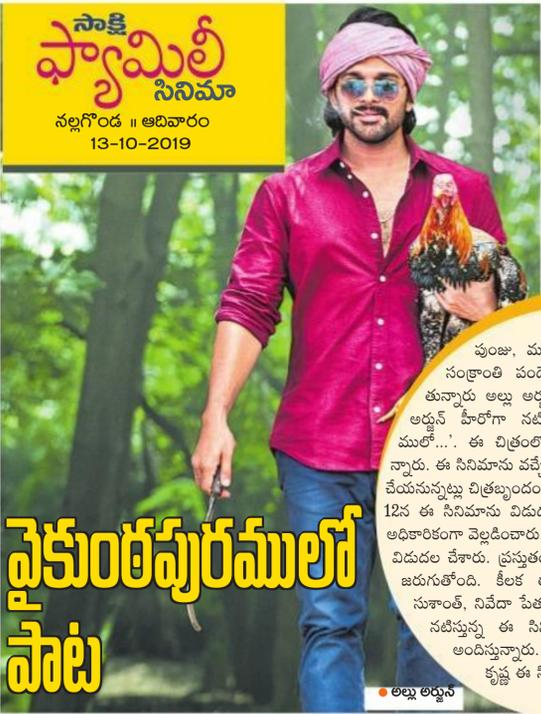 సాక్షి
ఫ్యామిలీ
సినిమా
నల్లగొండ ॥ ఆదివారం
13-10-2019
పుంజు, మ
సంక్రాంతి పండ
తున్నారు అల్లు అర్జ
అర్జున్ హీరోగా నటి
ములో...'. ఈ చిత్రంలో
న్నారు. ఈ సినిమాను వచ్చే
చేయనున్నట్లు చిత్రబృందం
12న ఈ సినిమాను విడుద
అధికారికంగా వెల్లడించారు
విడుదల చేశారు. ప్రస్తుతం
జరుగుతోంది. కీలక
సుశాంత్, నివేదా పేతు
నటిస్తున్న ఈ సిని
అందిస్తున్నారు.
కృష్ణ ఈ సి
వైకుంఠపురములో
పాట
● అల్లు అర్జున్